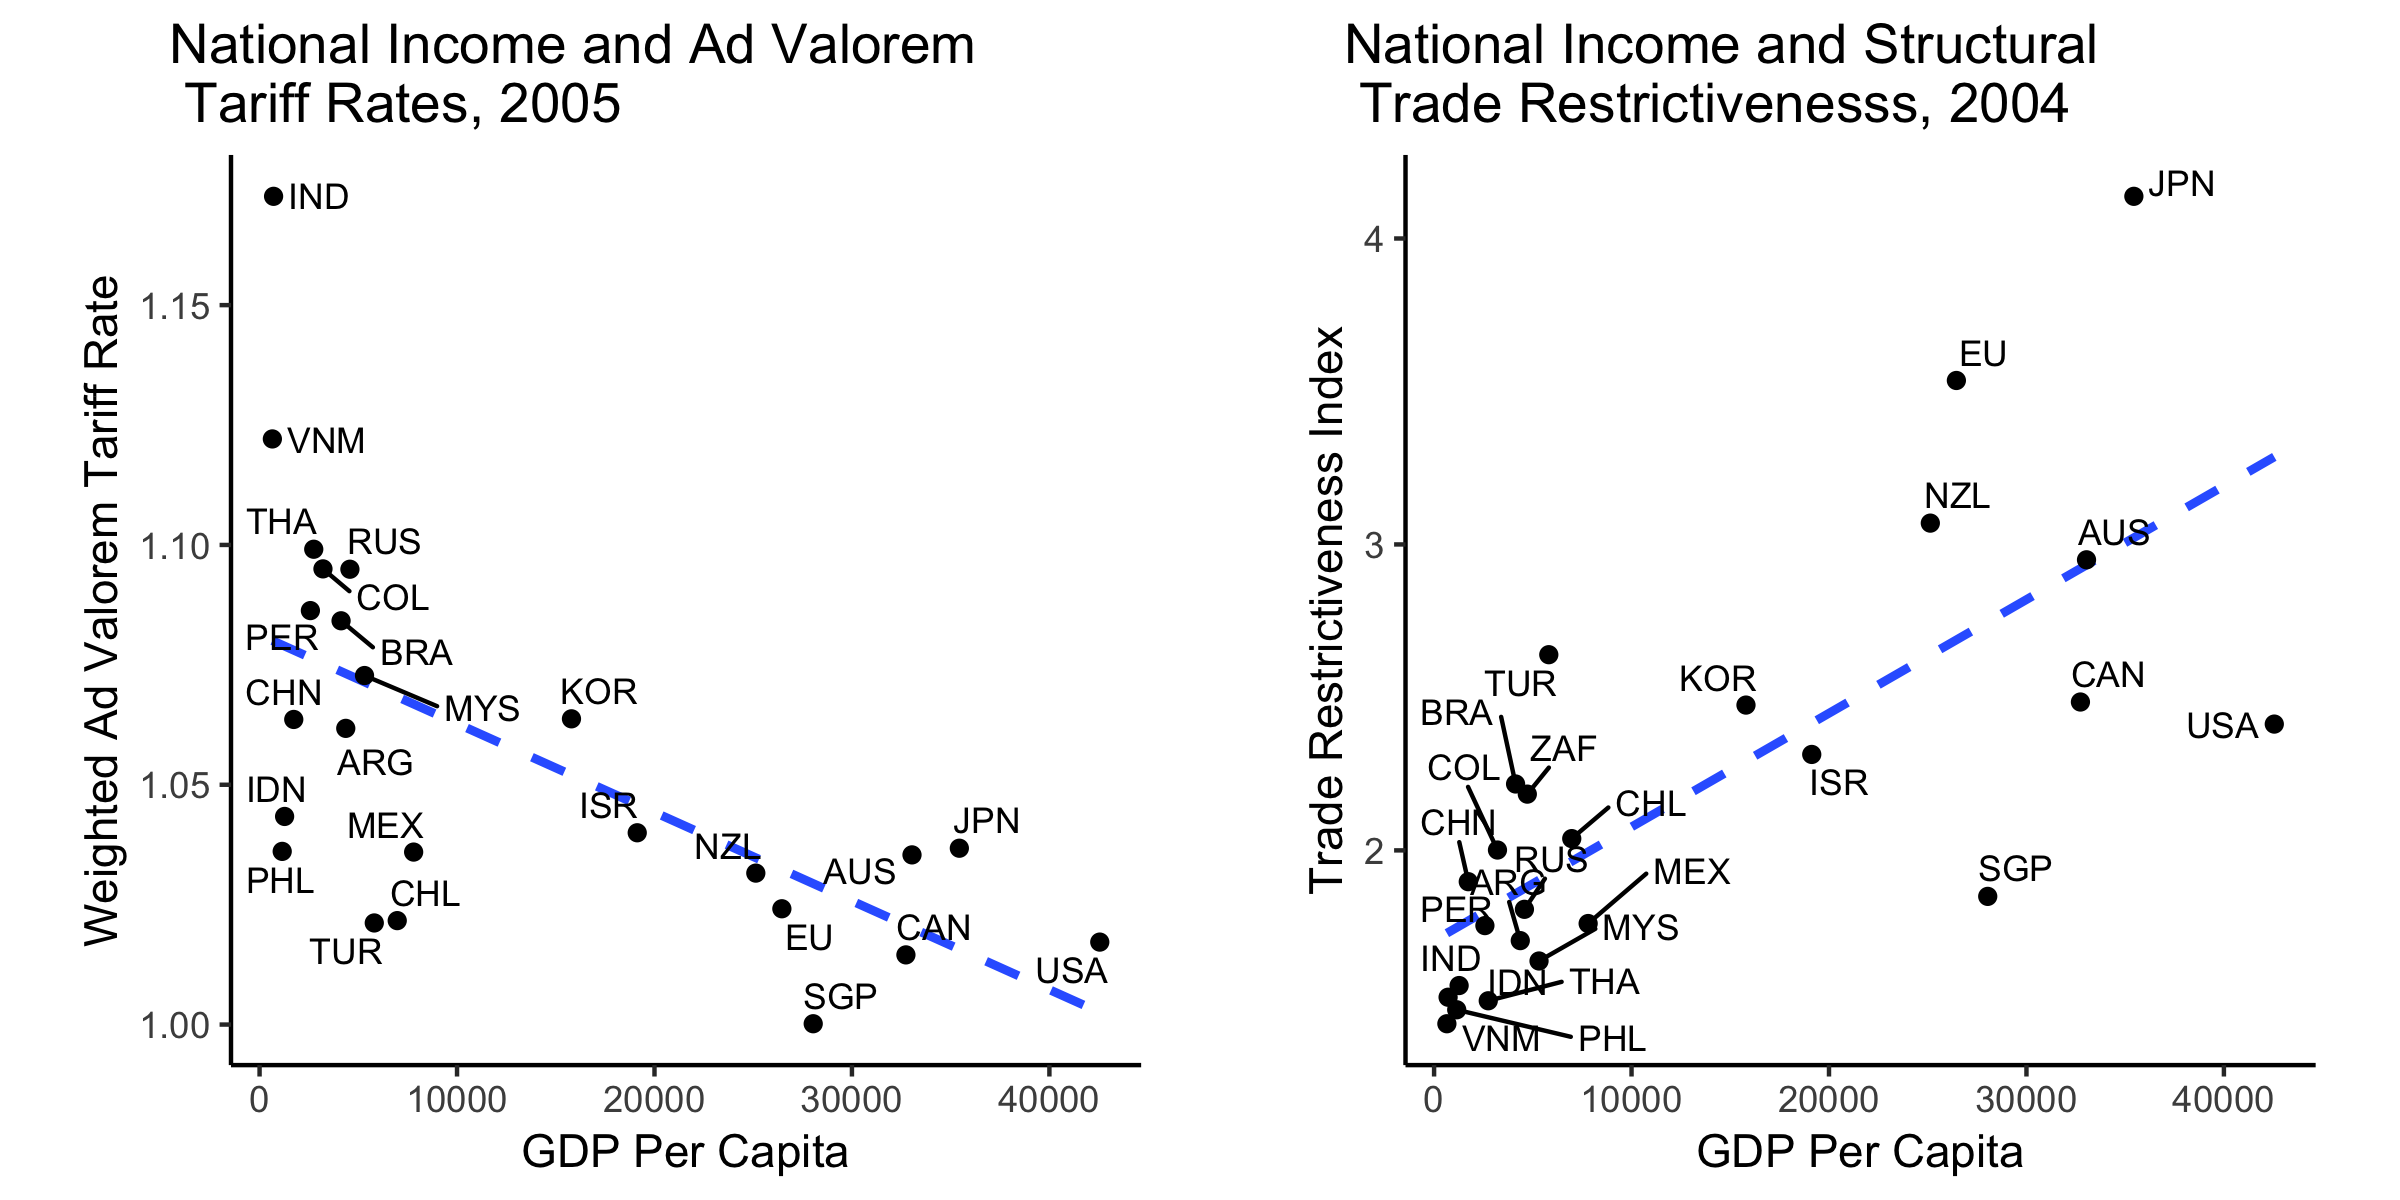 National Income and Ad Valorem
Tariff Rates, 2005
Weighted Ad Valorem Tariff Rate
1.15
1.10
1.05
1.00
IND
VNM
THA
RUS
COL
PER
BRA
CHN
MYS
KOR
ARG
IDN
ISR
MEX
NZL
JPN
PHL
AUS
CHL
TUR
EU
CAN
USA
SGP
0
10000
20000
30000
40000
GDP Per Capita
National Income and Structural
Trade Restrictivenesss, 2004
Trade Restrictiveness Index
4
3
2
JPN
EU
NZL
AUS
TUR
KOR
CAN
BRA
USA
ZAF
COL
ISR
CHL
CHN
RUS
SGP
MEX
ARG
PER
MYS
IND
IDN
THA
VNM
PHL
0
10000
20000
30000
40000
GDP Per Capita